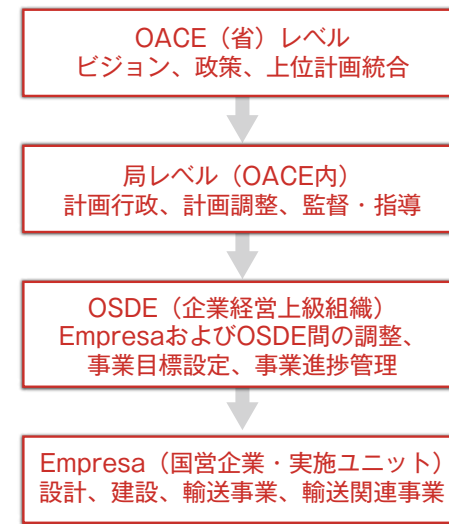 OACE（省）レベル
ビジョン、政策、上位計画統合
局レベル（OACE内）
計画行政、計画調整、監督・指導
OSDE（企業経営上級組織）
EmpresaおよびOSDE間の調整、
事業目標設定、事業進捗管理
Empresa（国営企業・実施ユニット）
設計、建設、輸送事業、輸送関連事業